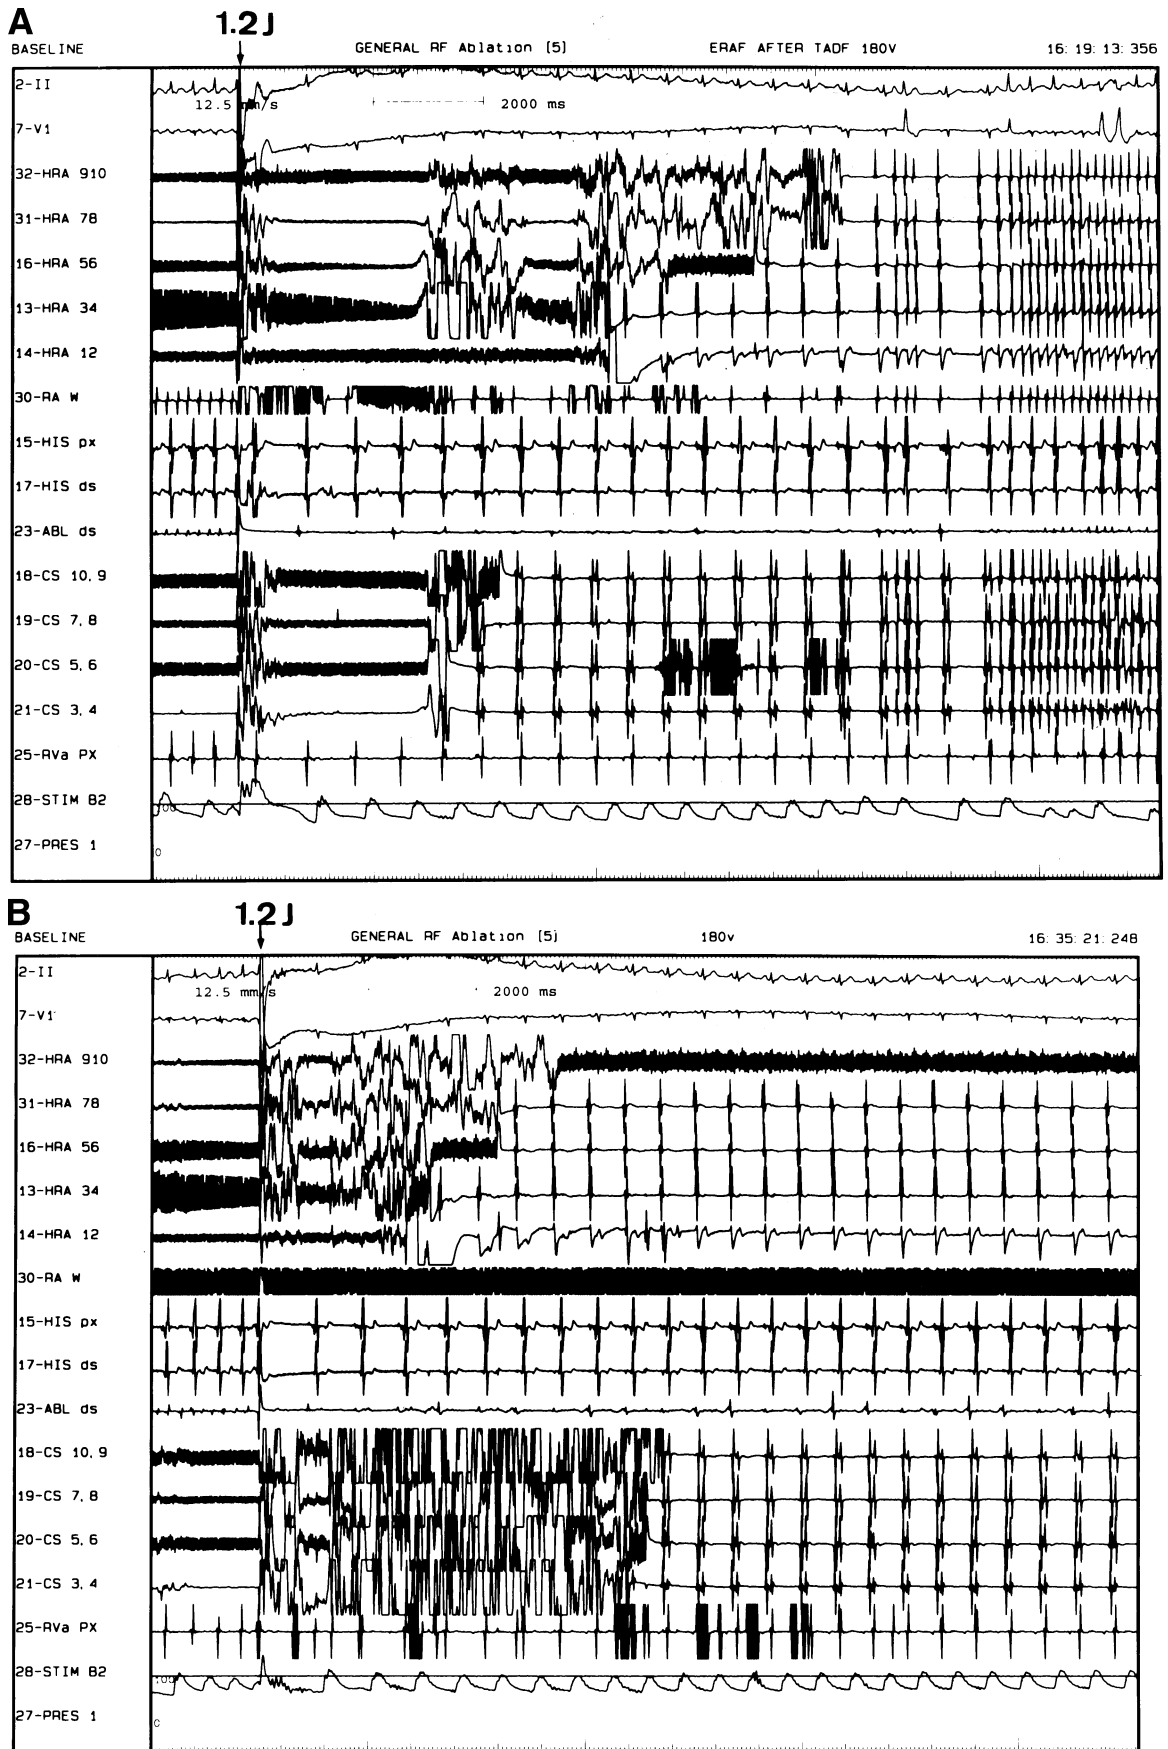 A
1.2J
BASELINE GENERAL RF Ablation (5) ERAF AFTER TADF 180V 16:19:13:356
2-II
12.5 mm/s 2000 ms
7-V1
32-HRA 910
31-HRA 78
16-HRA 56
13-HRA 34
14-HRA 12
30-RA W
15-HIS px
17-HIS ds
23-ABL ds
18-CS 10,9
19-CS 7,8
20-CS 5,6
21-CS 3,4
25-RVa PX
28-STIM B2
100
27-PRES 1
0
B
1.2J
BASELINE GENERAL RF Ablation (5) 180v 16:35:21:248
2-II
12.5 mm/s 2000 ms
7-V1
32-HRA 910
31-HRA 78
16-HRA 56
13-HRA 34
14-HRA 12
30-RA W
15-HIS px
17-HIS ds
23-ABL ds
18-CS 10,9
19-CS 7,8
20-CS 5,6
21-CS 3,4
25-RVa PX
28-STIM B2
100
27-PRES 1